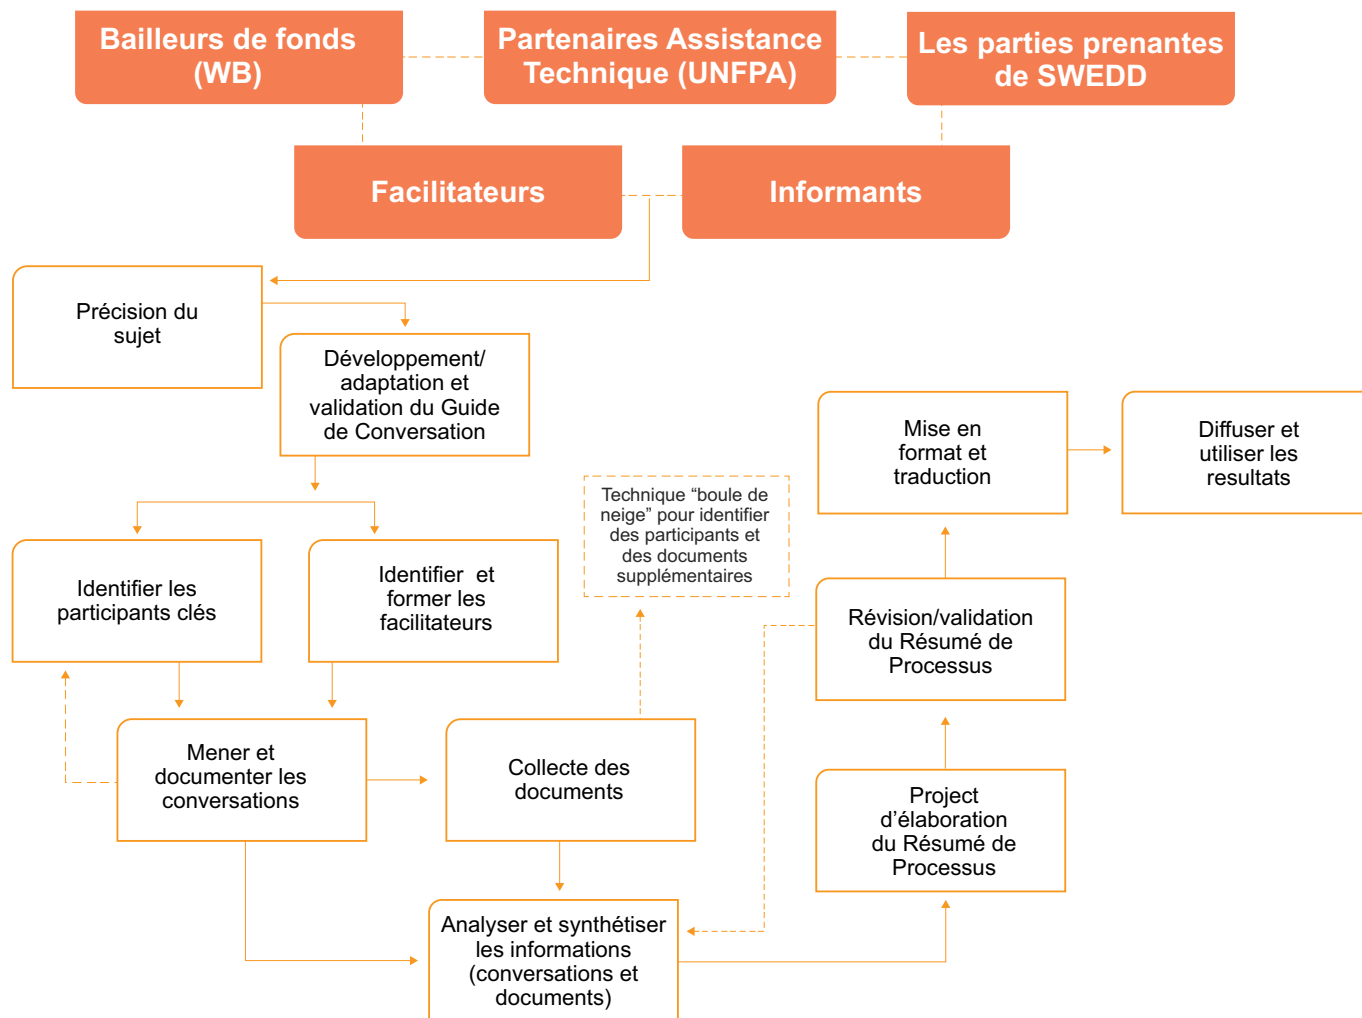 Bailleurs de fonds
(WB)
Partenaires Assistance
Technique (UNFPA)
Les parties prenantes
de SWEDD
Facilitateurs
Informants
Précision du
sujet
Développement/
adaptation et
validation du Guide
de Conversation
Identifier les
participants clés
Identifier et
former les
facilitateurs
Technique “boule de
neige” pour identifier
des participants et
des documents
supplémentaires
Mener et
documenter les
conversations
Collecte des
documents
Analyser et synthétiser
les informations
(conversations et
documents)
Project
d’élaboration
du Résumé de
Processus
Révision/validation
du Résumé de
Processus
Mise en
format et
traduction
Diffuser et
utiliser les
resultats